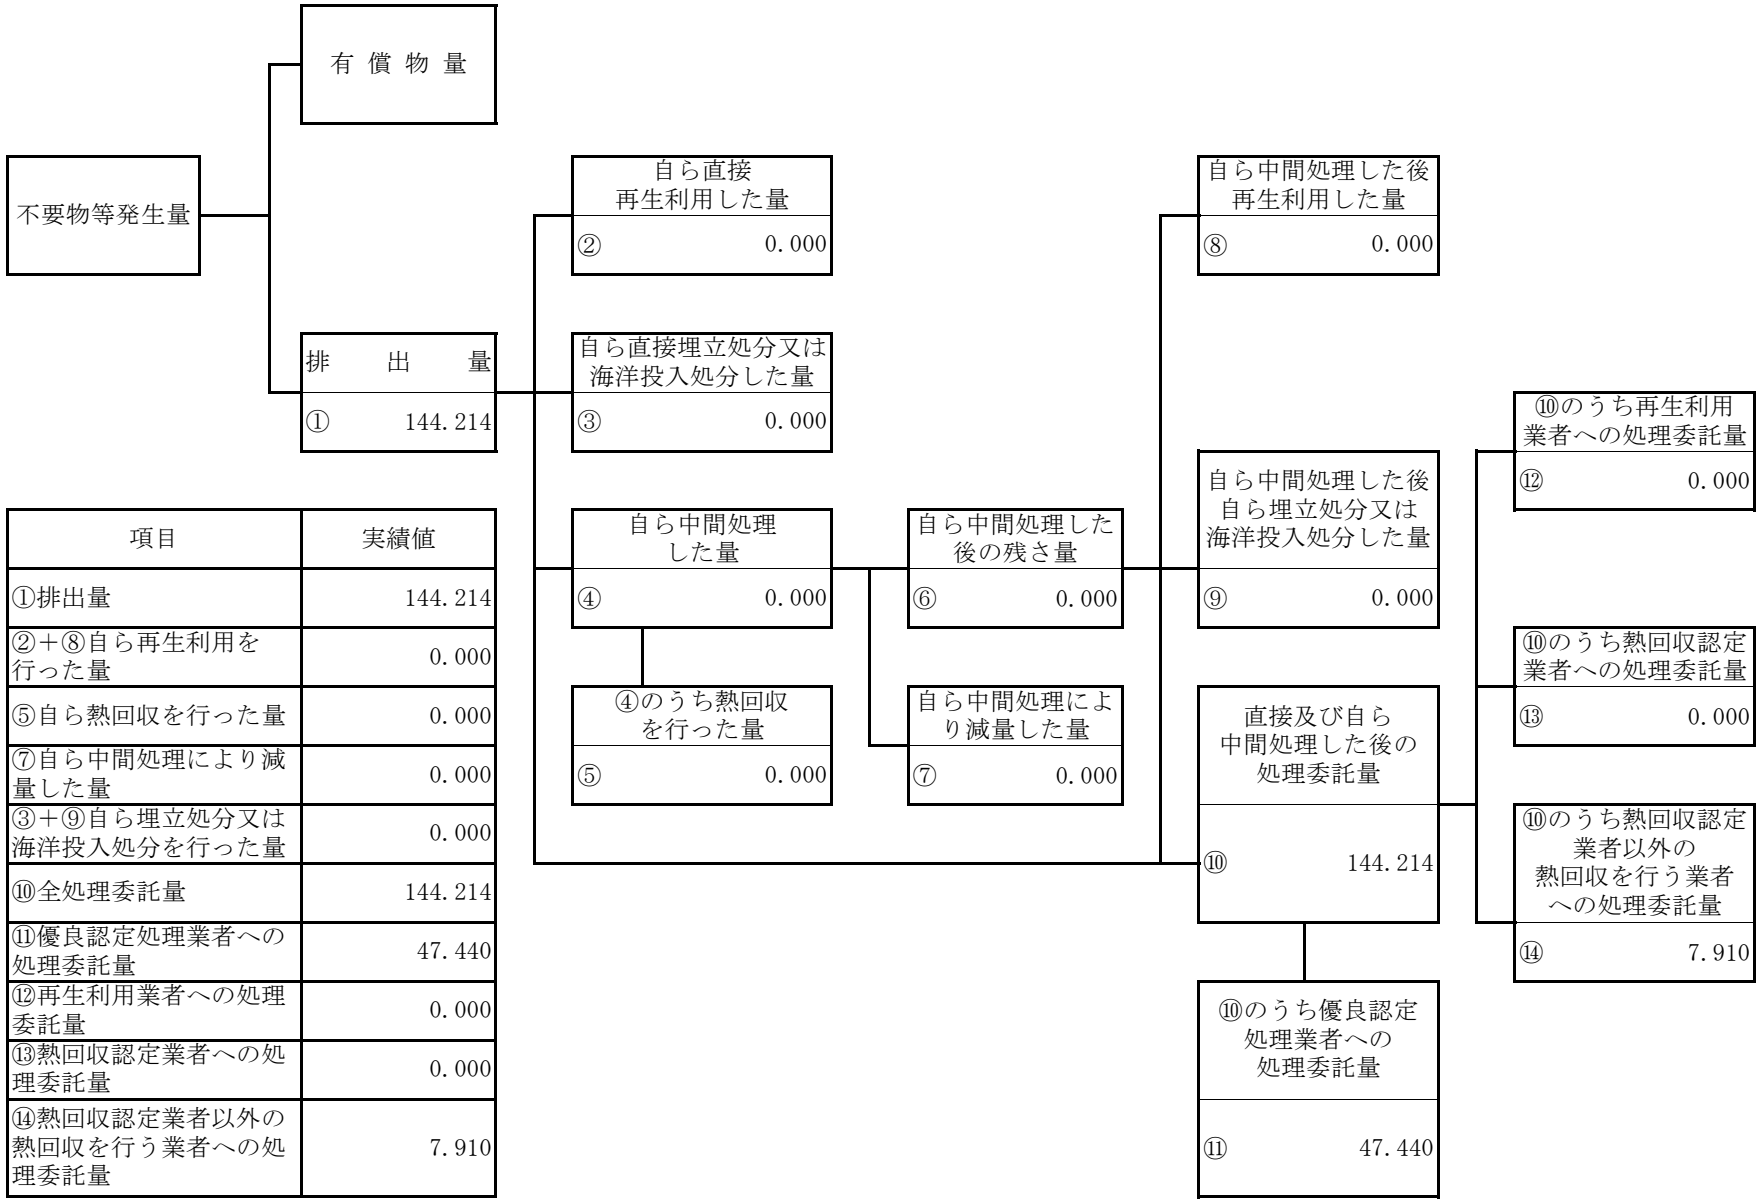 有償物量
不要物等発生量
自ら直接
再生利用した量
② 0.000
自ら中間処理した後
再生利用した量
⑧ 0.000
排出量
① 144.214
自ら直接埋立処分又は
海洋投入処分した量
③ 0.000
⑩のうち再生利用
業者への処理委託量
⑫ 0.000
自ら中間処理した後
自ら埋立処分又は
海洋投入処分した量
⑨ 0.000
自ら中間処理
した量
④ 0.000
自ら中間処理した
後の残さ量
⑥ 0.000
④のうち熱回収
を行った量
⑤ 0.000
自ら中間処理によ
り減量した量
⑦ 0.000
直接及び自ら
中間処理した後の
処理委託量
⑩ 144.214
⑩のうち熱回収認定
業者への処理委託量
⑬ 0.000
⑩のうち熱回収認定
業者以外の
熱回収を行う業者
への処理委託量
⑭ 7.910
⑩のうち優良認定
処理業者への
処理委託量
⑪ 47.440
項目 実績値
①排出量 144.214
②＋⑧自ら再生利用を
行った量 0.000
⑤自ら熱回収を行った量 0.000
⑦自ら中間処理により減
量した量 0.000
③＋⑨自ら埋立処分又は
海洋投入処分を行った量 0.000
⑩全処理委託量 144.214
⑪優良認定処理業者への
処理委託量 47.440
⑫再生利用業者への処理
委託量 0.000
⑬熱回収認定業者への処
理委託量 0.000
⑭熱回収認定業者以外の
熱回収を行う業者への処
理委託量 7.910